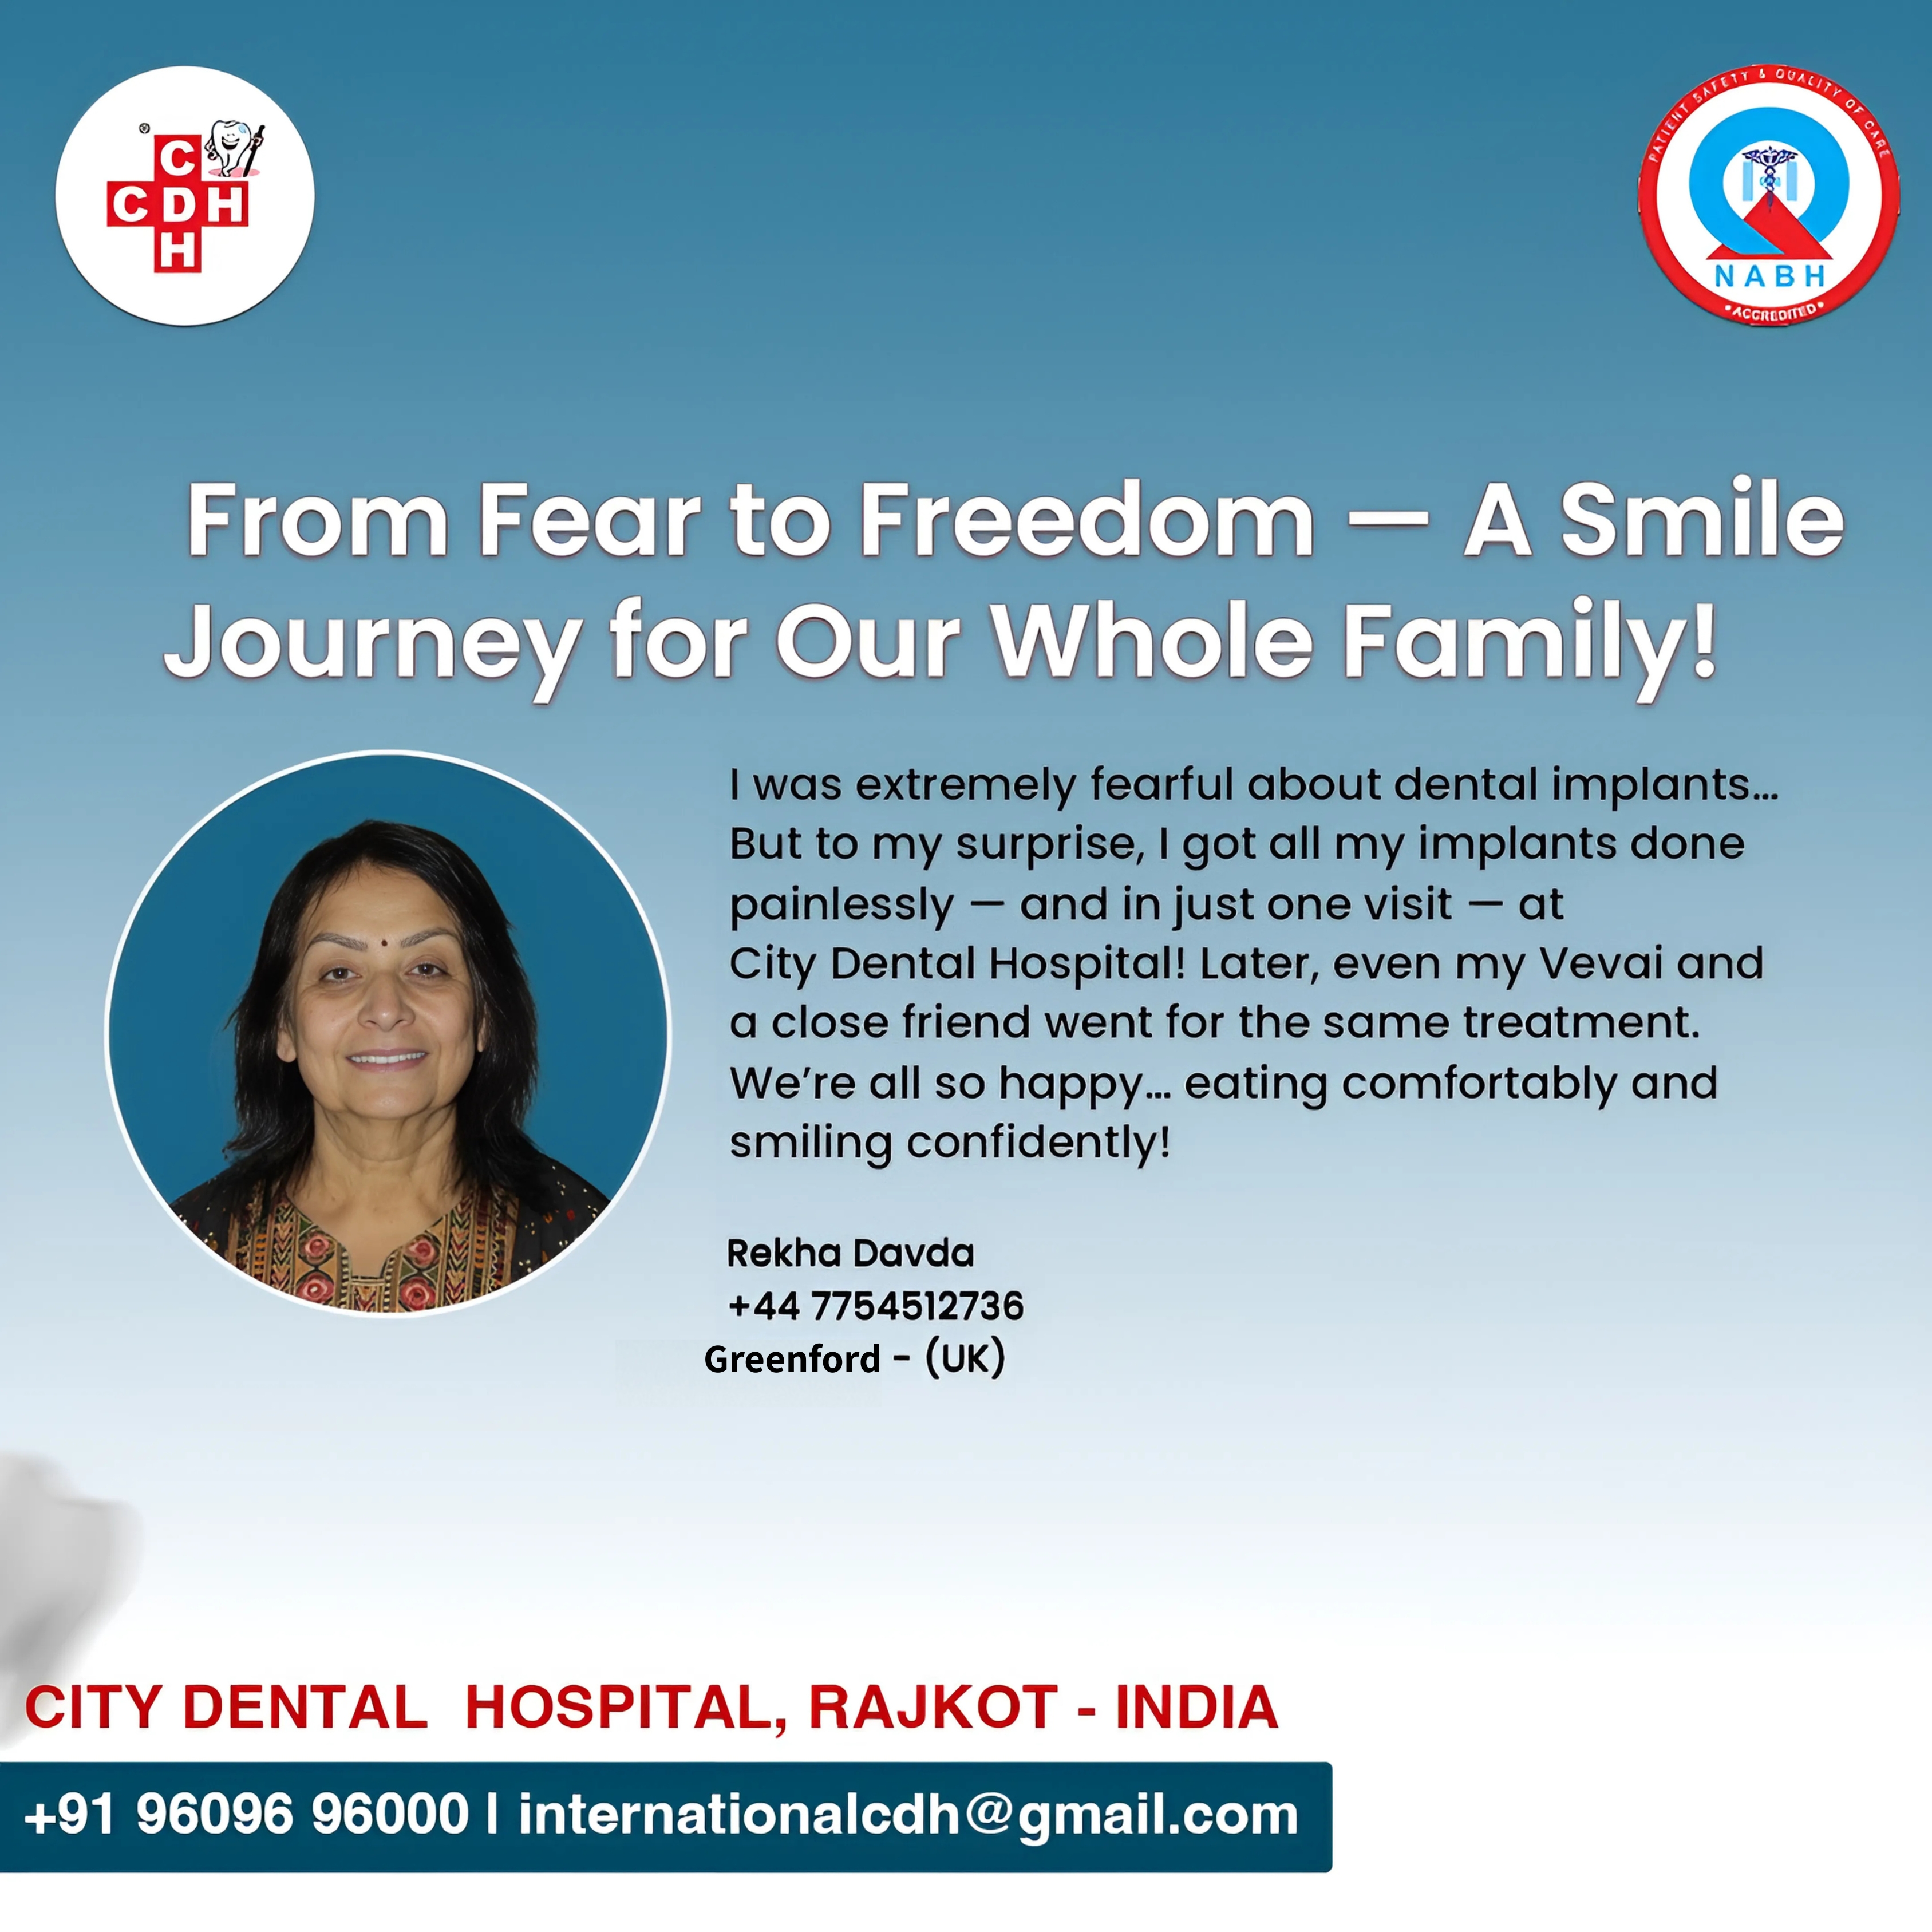 C
CDH
H
®
PATIENT SAFETY & QUALITY OF CARE
NABH
• ACCREDITED •
From Fear to Freedom — A Smile
Journey for Our Whole Family!
I was extremely fearful about dental implants...
But to my surprise, I got all my implants done
painlessly — and in just one visit — at
City Dental Hospital! Later, even my Vevai and
a close friend went for the same treatment.
We’re all so happy... eating comfortably and
smiling confidently!
Rekha Davda
+44 7754512736
Greenford - (UK)
CITY DENTAL HOSPITAL, RAJKOT - INDIA
+91 96096 96000 | internationalcdh@gmail.com